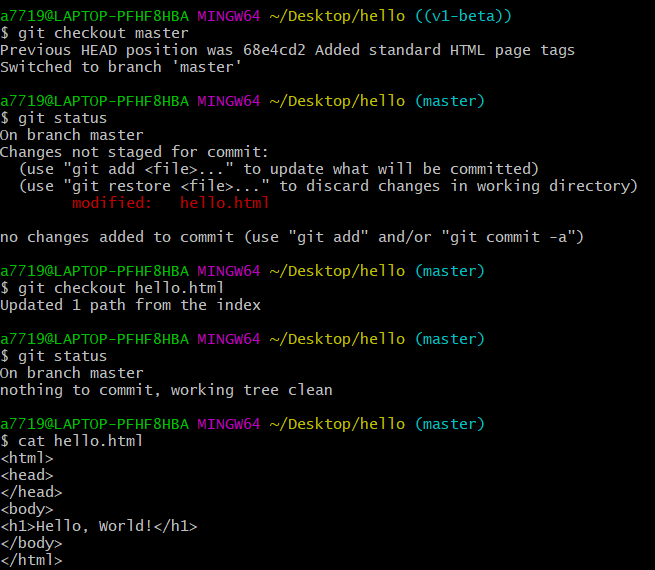 a7719@LAPTOP-PFHF8HBA MINGW64 ~/Desktop/hello ((v1-beta))
$ git checkout master
Previous HEAD position was 68e4cd2 Added standard HTML page tags
Switched to branch 'master'

a7719@LAPTOP-PFHF8HBA MINGW64 ~/Desktop/hello (master)
$ git status
On branch master
Changes not staged for commit:
  (use "git add <file>..." to update what will be committed)
  (use "git restore <file>..." to discard changes in working directory)
        modified:   hello.html

no changes added to commit (use "git add" and/or "git commit -a")

a7719@LAPTOP-PFHF8HBA MINGW64 ~/Desktop/hello (master)
$ git checkout hello.html
Updated 1 path from the index

a7719@LAPTOP-PFHF8HBA MINGW64 ~/Desktop/hello (master)
$ git status
On branch master
nothing to commit, working tree clean

a7719@LAPTOP-PFHF8HBA MINGW64 ~/Desktop/hello (master)
$ cat hello.html
<html>
<head>
</head>
<body>
<h1>Hello, World!</h1>
</body>
</html>